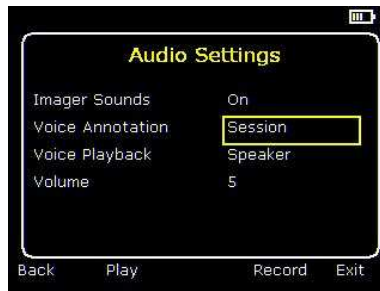 Audio Settings
Imager Sounds On
Voice Annotation Session
Voice Playback Speaker
Volume 5
Back Play Record Exit